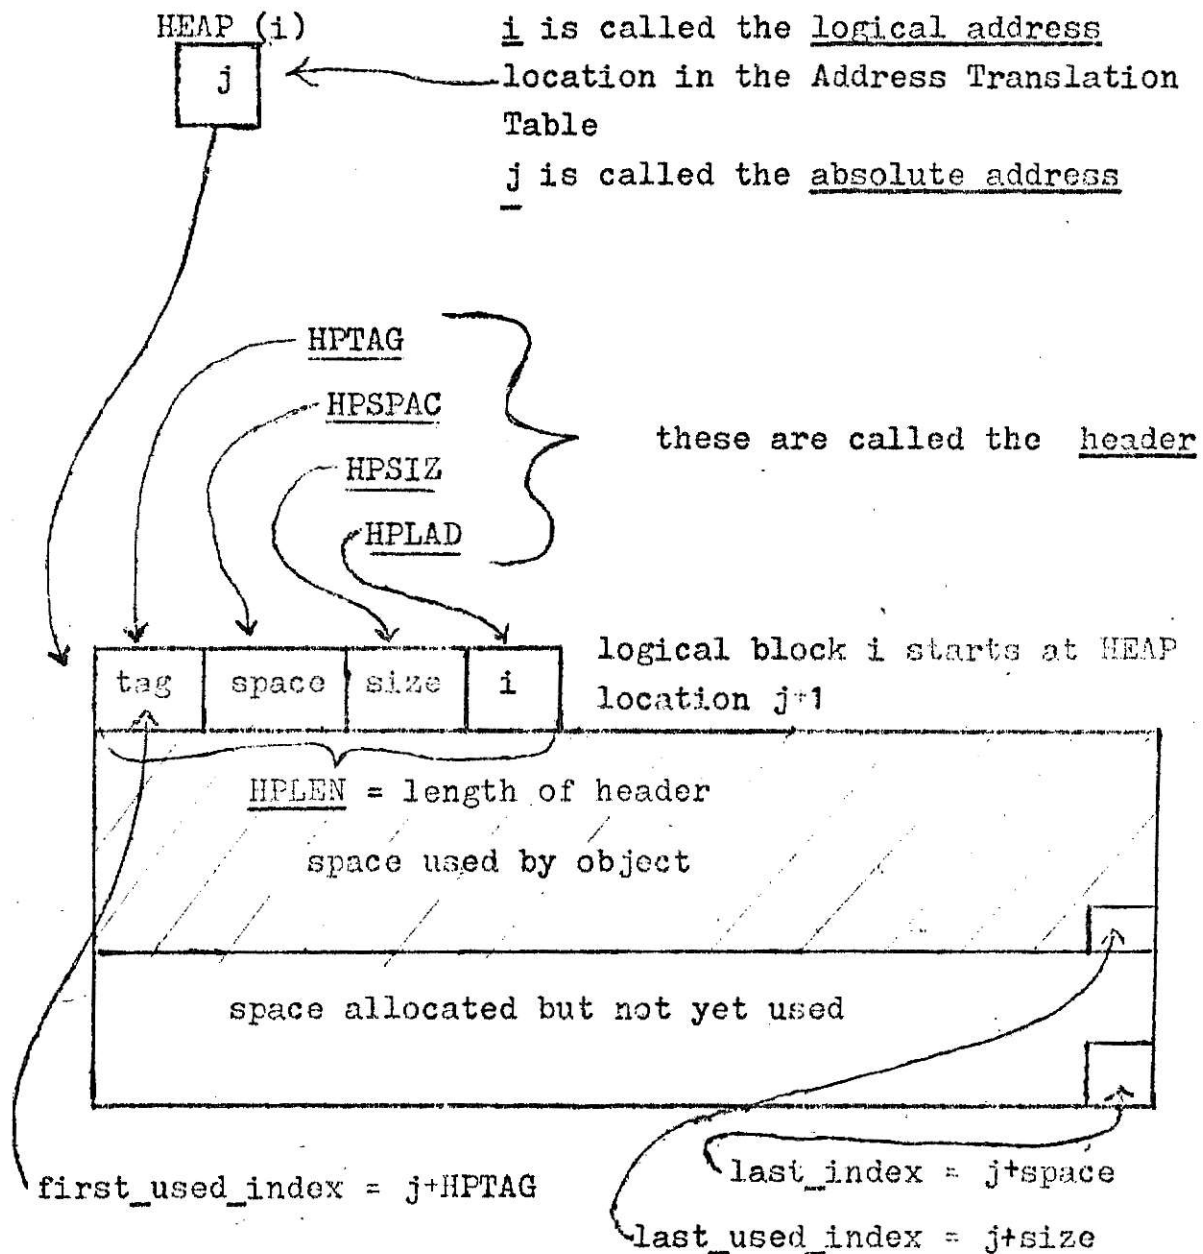 HEAP (i)
i is called the logical address
j
location in the Address Translation
Table
j is called the absolute address
HPTAG
HPSPAC
these are called the header
HPSIZ
HPLAD
logical block i starts at HEAP
tag space size i
location j+1
HPLEN = length of header
space used by object
space allocated but not yet used
last_index = j+space
first_used_index = j+HPTAG
last_used_index = j+size